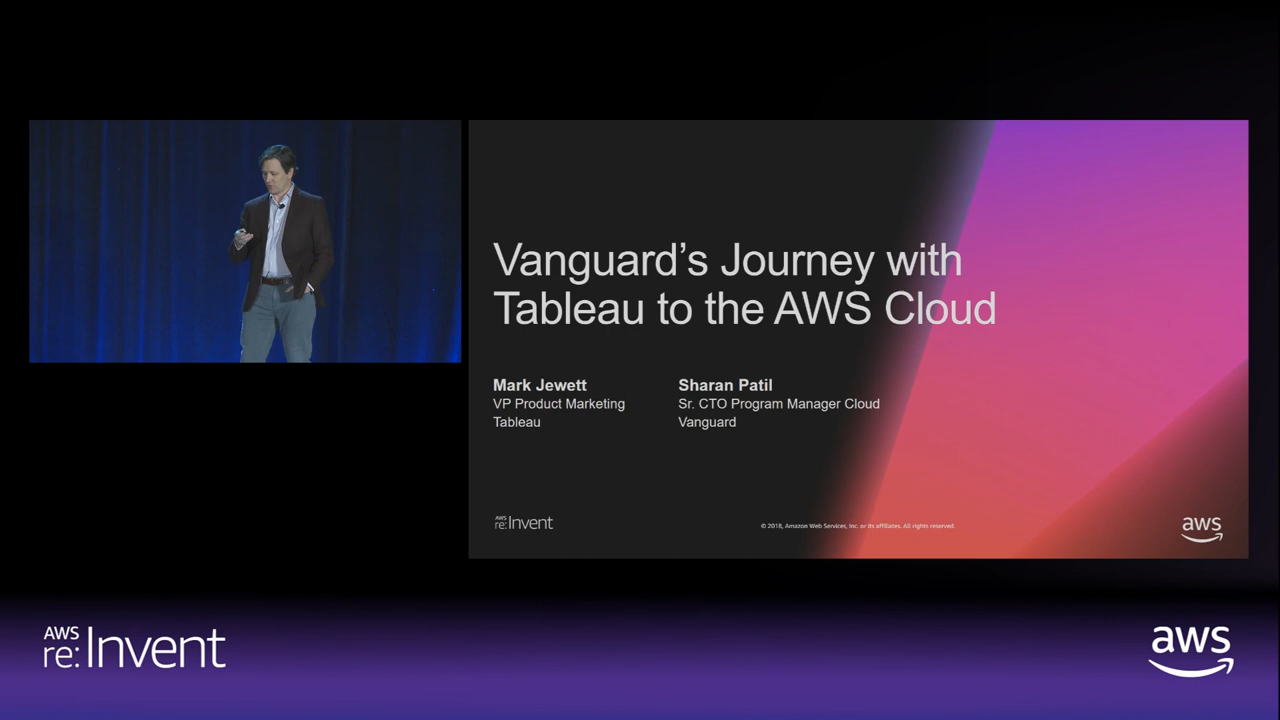 Vanguard's Journey with
Tableau to the AWS Cloud
Mark Jewett
VP Product Marketing
Tableau
Sharan Patil
Sr. CTO Program Manager Cloud
Vanguard
AWS
re:Invent
© 2018, Amazon Web Services, Inc. or its affiliates. All rights reserved.
aws
AWS
re:Invent
aws